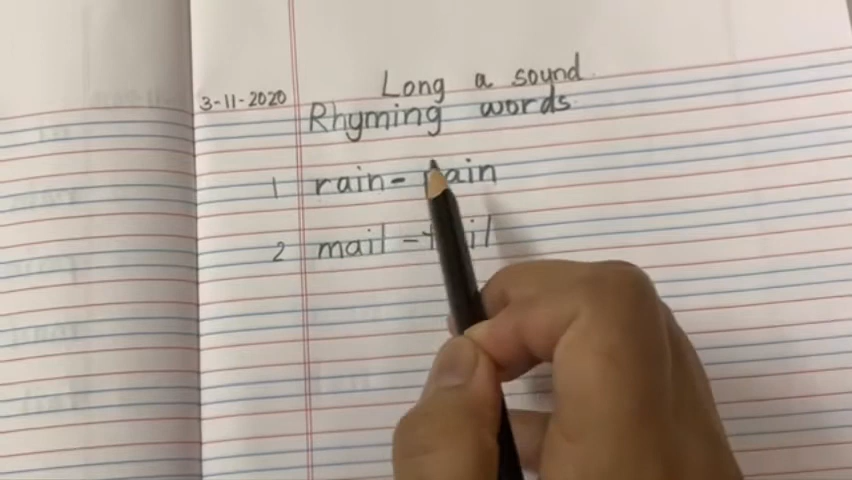 Long a sound
3-11-2020
Rhyming words
1 rain-
2 mail -